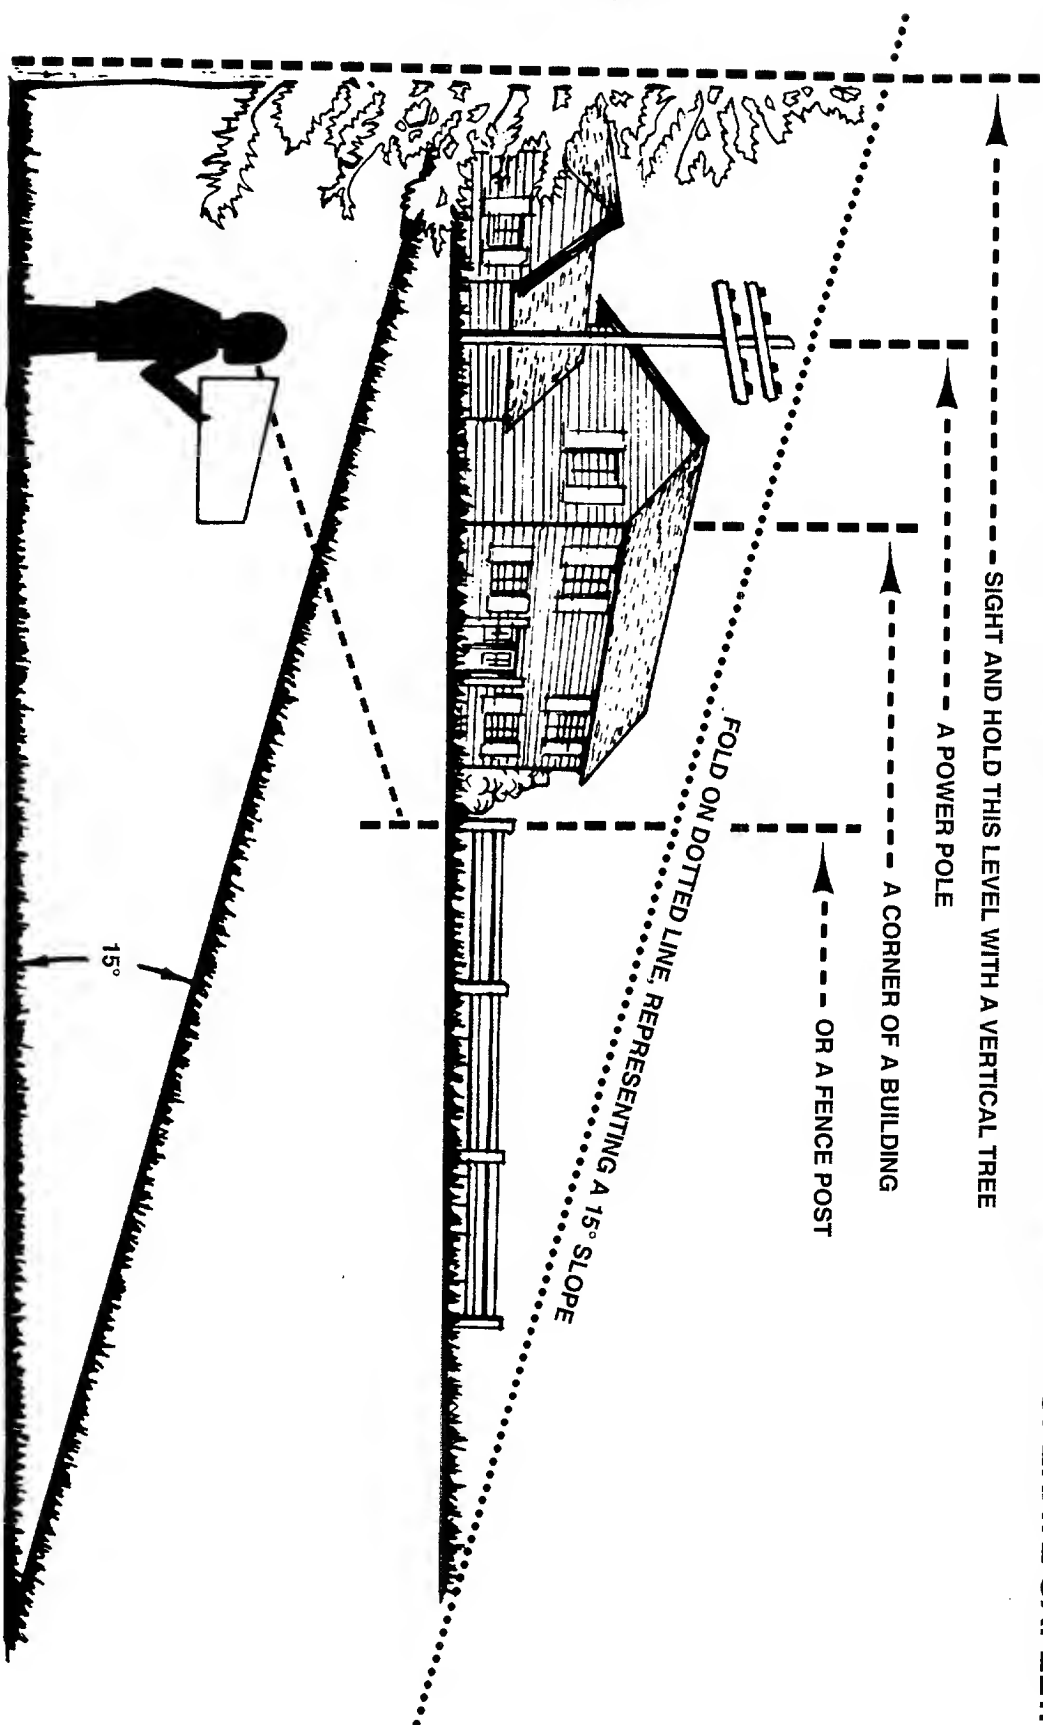 SIGHT AND HOLD THIS LEVEL WITH A VERTICAL TREE
A POWER POLE
A CORNER OF A BUILDING
OR A FENCE POST
FOLD ON DOTTED LINE, REPRESENTING A 15° SLOPE
15°